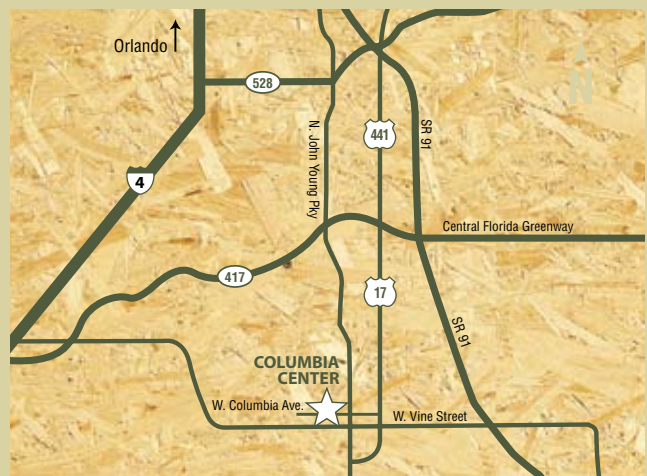 Orlando
N
528
N. John Young Pky
441
SR 91
4
Central Florida Greenway
417
17
SR 91
COLUMBIA
CENTER
W. Columbia Ave.
W. Vine Street